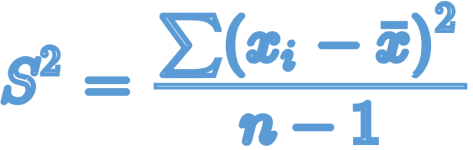 S² = ∑(xᵢ − x̄)² / n − 1